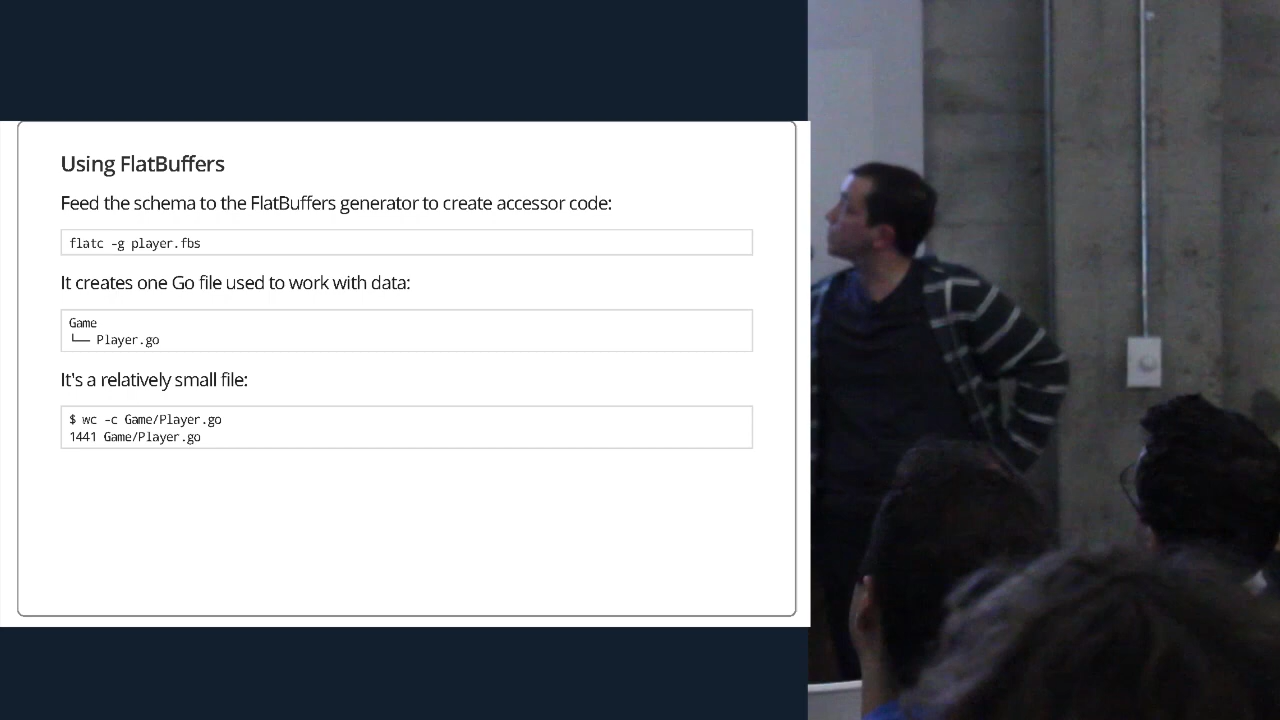 Using FlatBuffers
Feed the schema to the FlatBuffers generator to create accessor code:
flatc -g player.fbs
It creates one Go file used to work with data:
Game
└── Player.go
It's a relatively small file:
$ wc -c Game/Player.go
1441 Game/Player.go